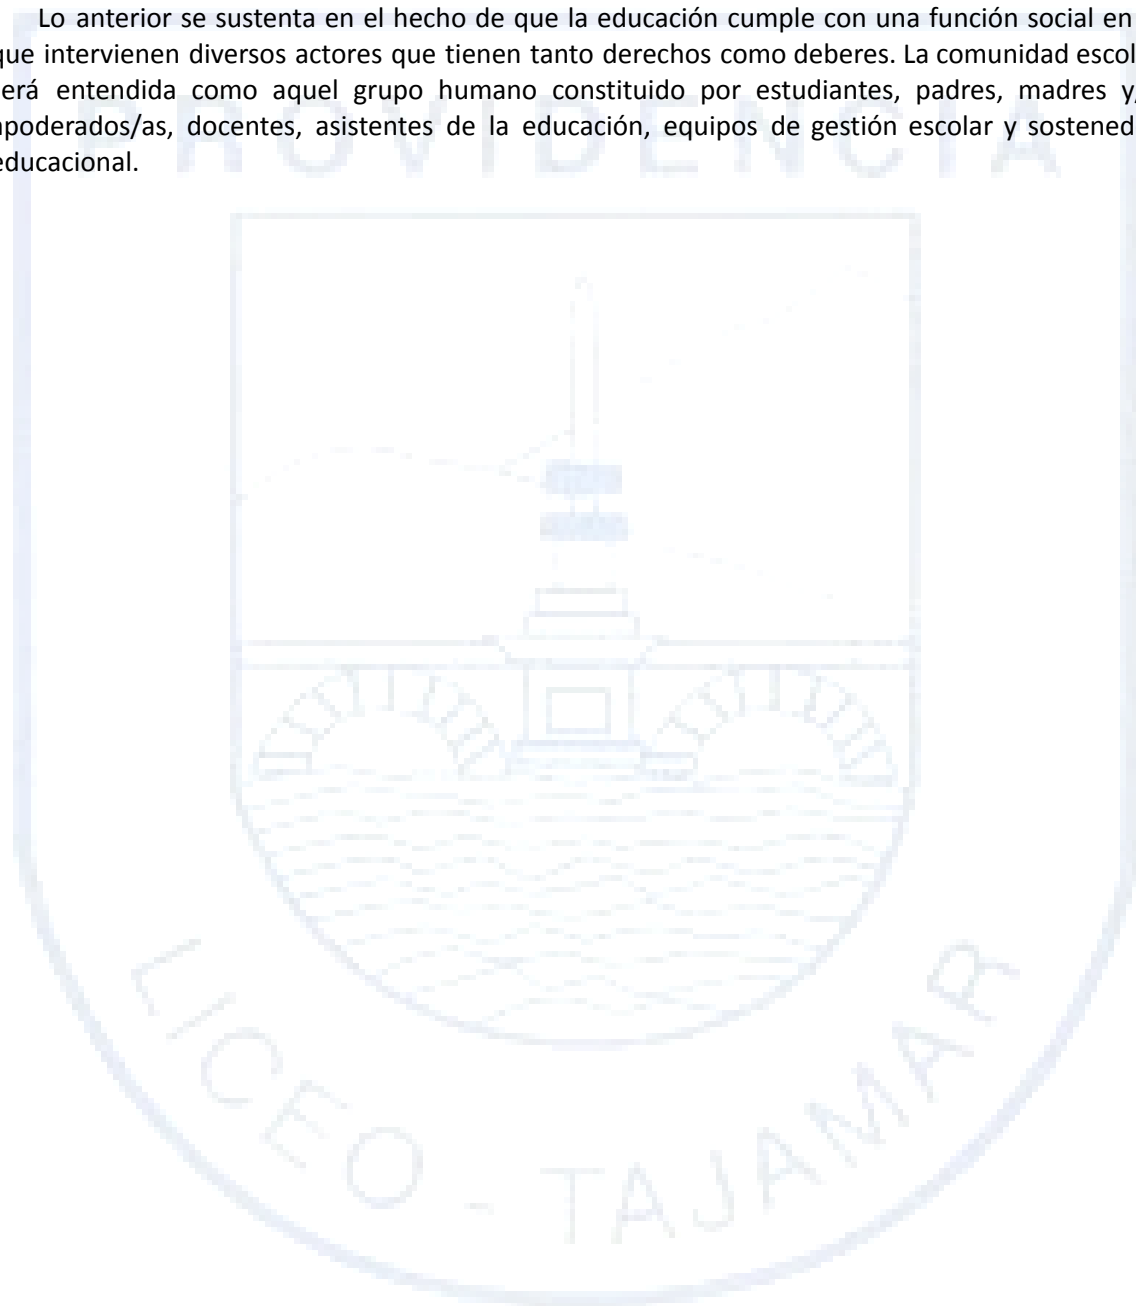 Lo anterior se sustenta en el hecho de que la educación cumple con una función social en
que intervienen diversos actores que tienen tanto derechos como deberes. La comunidad escol
erá entendida como aquel grupo humano constituido por estudiantes, padres, madres y/
apoderados/as, docentes, asistentes de la educación, equipos de gestión escolar y sostened
educacional.
PROVIDENCIA
LICEO - TAJAMAR